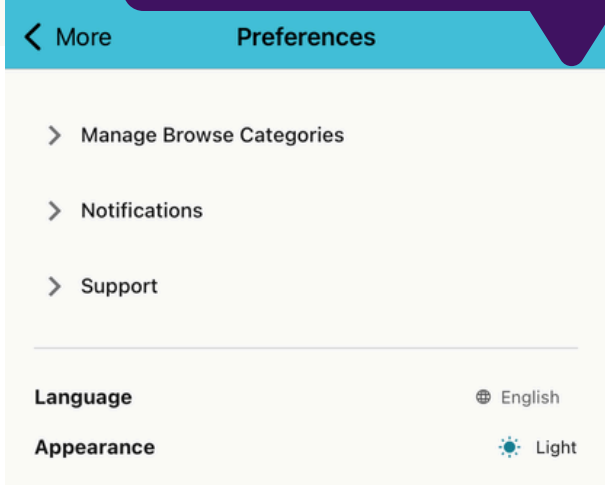 More
Preferences
Manage Browse Categories
Notifications
Support
Language
English
Appearance
Light